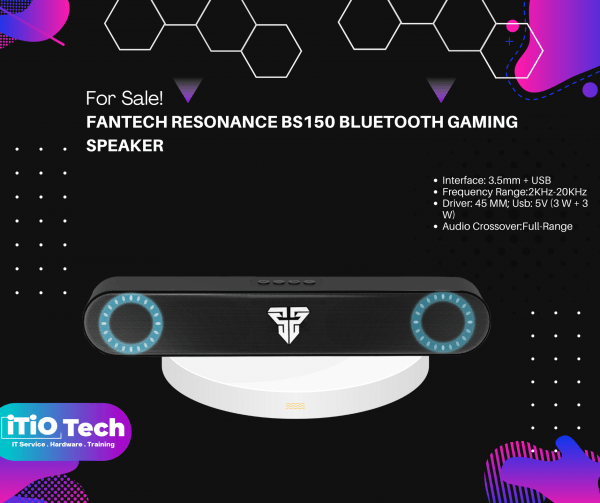 For Sale!
FANTECH RESONANCE BS150 BLUETOOTH GAMING
SPEAKER
• Interface: 3.5mm + USB
• Frequency Range:2KHz-20KHz
• Driver: 45 MM; Usb: 5V (3 W + 3
W)
• Audio Crossover:Full-Range
iTiO Tech
IT Service . Hardware . Training